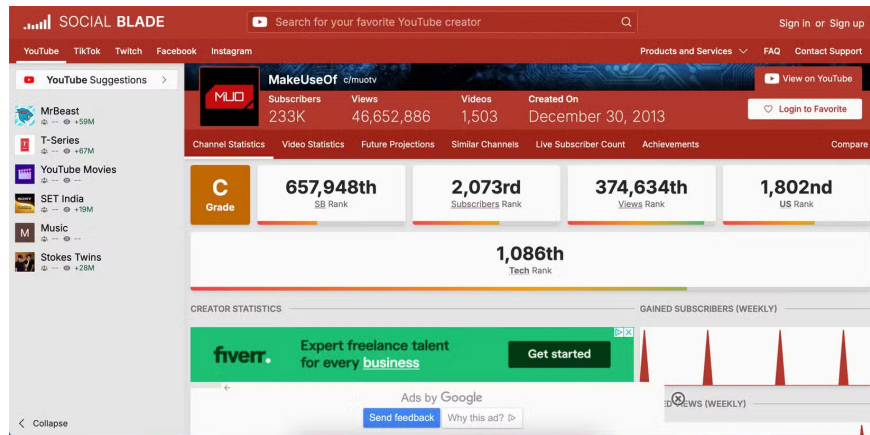 SOCIAL BLADE
Search for your favorite YouTube creator
Sign in or Sign up
YouTube TikTok Twitch Facebook Instagram
Products and Services FAQ Contact Support
YouTube Suggestions
MrBeast
-- +59M
T-Series
-- +67M
YouTube Movies
-- --
SET India
-- +19M
M
Music
-- --
Stokes Twins
-- +28M
Collapse
MUO
MakeUseOf c/muotv
View on YouTube
Subscribers Views Videos Created On
233K 46,652,886 1,503 December 30, 2013
Login to Favorite
Channel Statistics Video Statistics Future Projections Similar Channels Live Subscriber Count Achievements Compare
C
Grade
657,948th
SB Rank
2,073rd
Subscribers Rank
374,634th
Views Rank
1,802nd
US Rank
1,086th
Tech Rank
CREATOR STATISTICS
GAINED SUBSCRIBERS (WEEKLY)
fiverr.
Expert freelance talent
for every business
Get started
Ads by Google
Send feedback Why this ad?
EWS (WEEKLY)